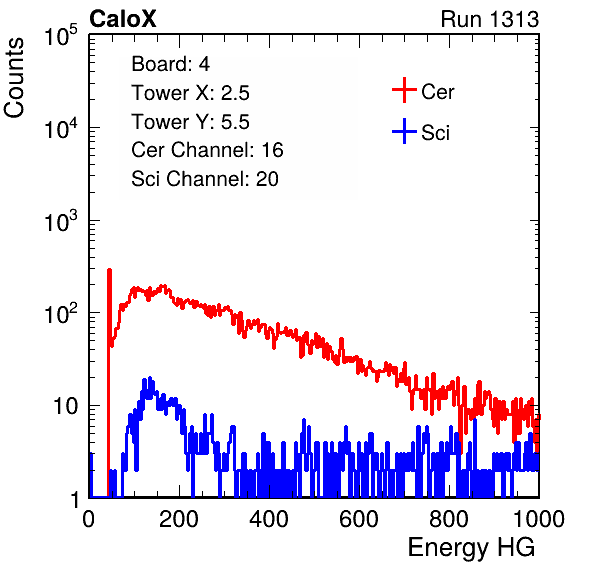 CaloX Run 1313
Counts
10^5
10^4
10^3
10^2
10
1
Board: 4
Tower X: 2.5
Tower Y: 5.5
Cer Channel: 16
Sci Channel: 20
Cer
Sci
0 200 400 600 800 1000
Energy HG